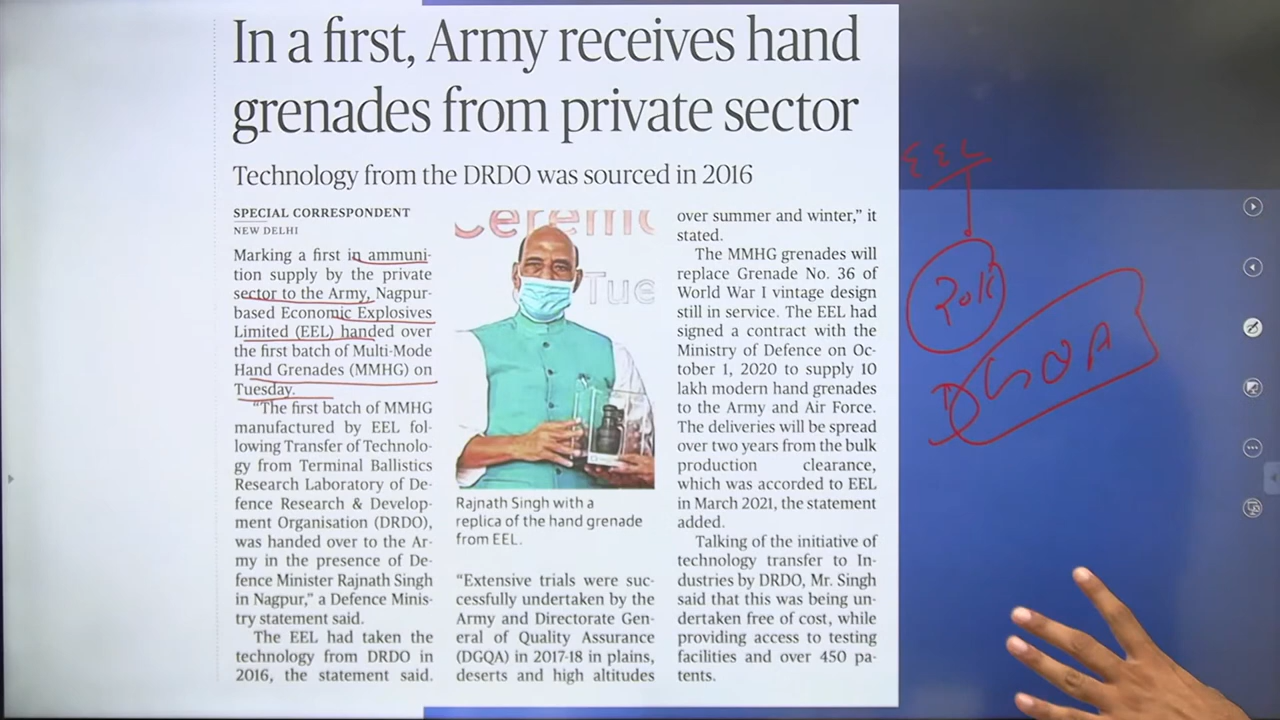 In a first, Army receives hand
grenades from private sector
Technology from the DRDO was sourced in 2016
SPECIAL CORRESPONDENT
NEW DELHI
Marking a first in ammuni-
tion supply by the private
sector to the Army, Nagpur-
based Economic Explosives
Limited (EEL) handed over
the first batch of Multi-Mode
Hand Grenades (MMHG) on
Tuesday.
“The first batch of MMHG
manufactured by EEL fol-
lowing Transfer of Technolo-
gy from Terminal Ballistics
Research Laboratory of De-
fence Research & Develop-
ment Organisation (DRDO),
was handed over to the Ar-
my in the presence of De-
fence Minister Rajnath Singh
in Nagpur,” a Defence Minis-
try statement said.
The EEL had taken the
technology from DRDO in
2016, the statement said.
Ceremo
Tue
Rajnath Singh with a
replica of the hand grenade
from EEL.
“Extensive trials were suc-
cessfully undertaken by the
Army and Directorate Gen-
eral of Quality Assurance
(DGQA) in 2017-18 in plains,
deserts and high altitudes
over summer and winter,” it
stated.
The MMHG grenades will
replace Grenade No. 36 of
World War I vintage design
still in service. The EEL had
signed a contract with the
Ministry of Defence on Oc-
tober 1, 2020 to supply 10
lakh modern hand grenades
to the Army and Air Force.
The deliveries will be spread
over two years from the bulk
production clearance,
which was accorded to EEL
in March 2021, the statement
added.
Talking of the initiative of
technology transfer to In-
dustries by DRDO, Mr. Singh
said that this was being un-
dertaken free of cost, while
providing access to testing
facilities and over 450 pa-
tents.
EEL
DGQA